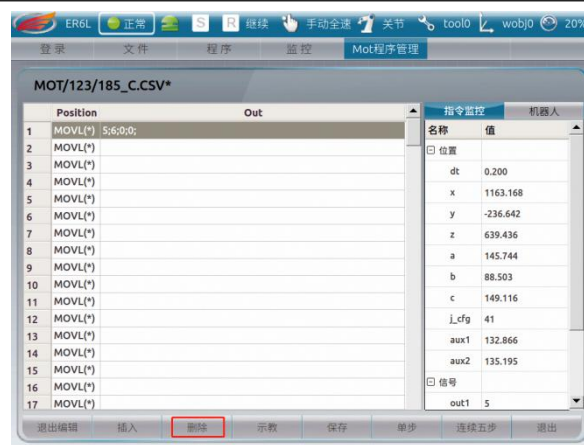 ER6L 正常 S R 继续 手动全速 关节 tool0 wobj0 20%
登录 文件 程序 监控 Mot程序管理
MOT/123/185_C.CSV*
Position Out
1 MOVL(*) 5;6;0;0;
2 MOVL(*)
3 MOVL(*)
4 MOVL(*)
5 MOVL(*)
6 MOVL(*)
7 MOVL(*)
8 MOVL(*)
9 MOVL(*)
10 MOVL(*)
11 MOVL(*)
12 MOVL(*)
13 MOVL(*)
14 MOVL(*)
15 MOVL(*)
16 MOVL(*)
17 MOVL(*)
指令监控 机器人
名称 值
位置
dt 0.200
x 1163.168
y -236.642
z 639.436
a 145.744
b 88.503
c 149.116
j_cfg 41
aux1 132.866
aux2 135.195
信号
out1 5
退出编辑 插入 删除 示教 保存 单步 连续五步 退出